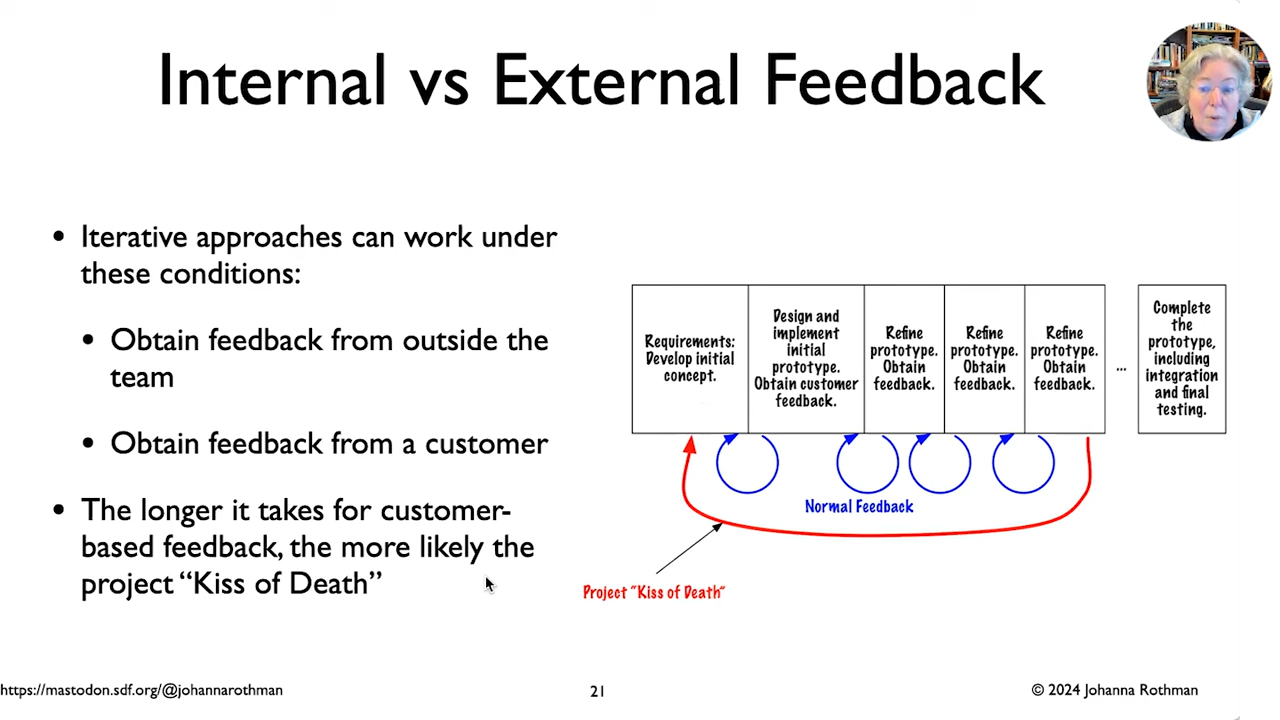 Internal vs External Feedback
• Iterative approaches can work under
these conditions:
• Obtain feedback from outside the
team
• Obtain feedback from a customer
• The longer it takes for customer-
based feedback, the more likely the
project “Kiss of Death”
Requirements:
Develop initial
concept.
Design and
implement
initial
prototype.
Obtain customer
feedback.
Refine
prototype.
Obtain
feedback.
Refine
prototype.
Obtain
feedback.
Refine
prototype.
Obtain
feedback.
...
Complete
the
prototype,
including
integration
and final
testing.
Normal Feedback
Project "Kiss of Death"
https://mastodon.sdf.org/@johannarothman
21
© 2024 Johanna Rothman